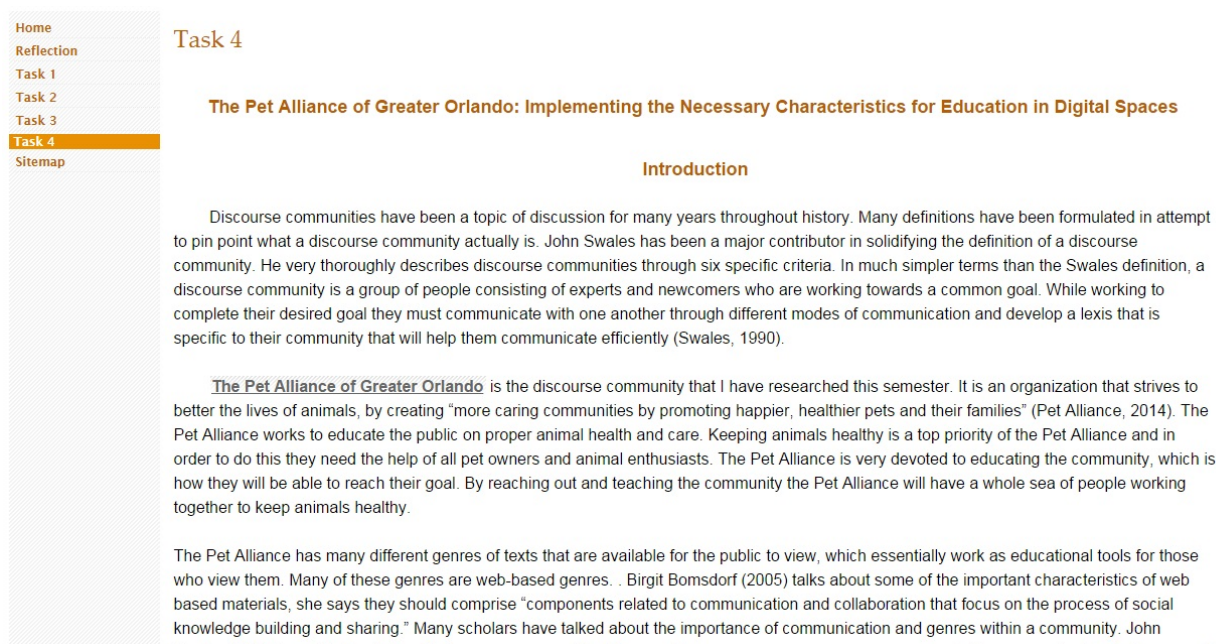 Home
Reflection
Task 1
Task 2
Task 3
Task 4
Sitemap
Task 4
The Pet Alliance of Greater Orlando: Implementing the Necessary Characteristics for Education in Digital Spaces
Introduction
Discourse communities have been a topic of discussion for many years throughout history. Many definitions have been formulated in attempt
to pin point what a discourse community actually is. John Swales has been a major contributor in solidifying the definition of a discourse
community. He very thoroughly describes discourse communities through six specific criteria. In much simpler terms than the Swales definition, a
discourse community is a group of people consisting of experts and newcomers who are working towards a common goal. While working to
complete their desired goal they must communicate with one another through different modes of communication and develop a lexis that is
specific to their community that will help them communicate efficiently (Swales, 1990).
The Pet Alliance of Greater Orlando is the discourse community that I have researched this semester. It is an organization that strives to
better the lives of animals, by creating “more caring communities by promoting happier, healthier pets and their families” (Pet Alliance, 2014). The
Pet Alliance works to educate the public on proper animal health and care. Keeping animals healthy is a top priority of the Pet Alliance and in
order to do this they need the help of all pet owners and animal enthusiasts. The Pet Alliance is very devoted to educating the community, which is
how they will be able to reach their goal. By reaching out and teaching the community the Pet Alliance will have a whole sea of people working
together to keep animals healthy.
The Pet Alliance has many different genres of texts that are available for the public to view, which essentially work as educational tools for those
who view them. Many of these genres are web-based genres. . Birgit Bomsdorf (2005) talks about some of the important characteristics of web
based materials, she says they should comprise “components related to communication and collaboration that focus on the process of social
knowledge building and sharing.” Many scholars have talked about the importance of communication and genres within a community. John